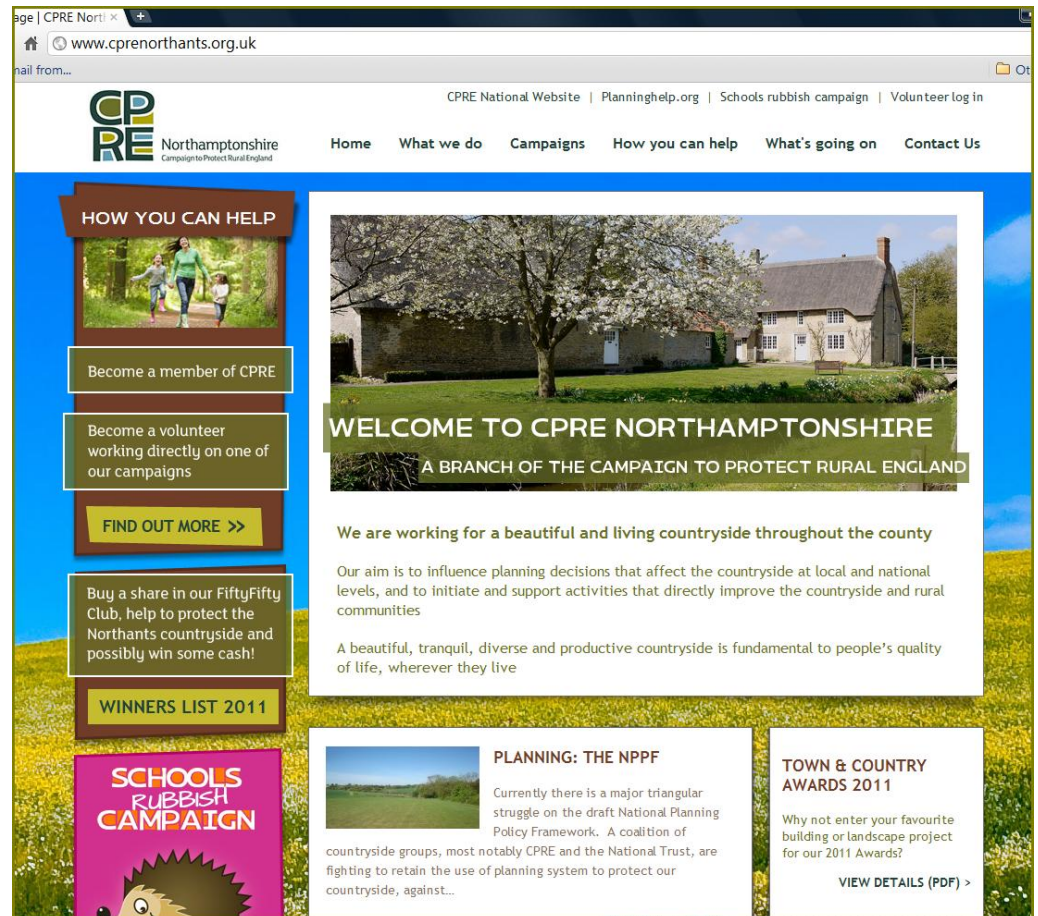 age | CPRE Nort
www.cprenorthants.org.uk
mail from...
Ot
CPRE National Website | Planninghelp.org | Schools rubbish campaign | Volunteer log in
CPRE
Northamptonshire
Campaign to Protect Rural England
Home What we do Campaigns How you can help What's going on Contact Us
HOW YOU CAN HELP
Become a member of CPRE
Become a volunteer
working directly on one of
our campaigns
FIND OUT MORE >>
Buy a share in our FiftyFifty
Club, help to protect the
Northants countryside and
possibly win some cash!
WINNERS LIST 2011
SCHOOLS
RUBBISH
CAMPAIGN
WELCOME TO CPRE NORTHAMPTONSHIRE
A BRANCH OF THE CAMPAIGN TO PROTECT RURAL ENGLAND
We are working for a beautiful and living countryside throughout the county
Our aim is to influence planning decisions that affect the countryside at local and national
levels, and to initiate and support activities that directly improve the countryside and rural
communities
A beautiful, tranquil, diverse and productive countryside is fundamental to people's quality
of life, wherever they live
PLANNING: THE NPPF
Currently there is a major triangular
struggle on the draft National Planning
Policy Framework. A coalition of
countryside groups, most notably CPRE and the National Trust, are
fighting to retain the use of planning system to protect our
countryside, against...
TOWN & COUNTRY
AWARDS 2011
Why not enter your favourite
building or landscape project
for our 2011 Awards?
VIEW DETAILS (PDF) >